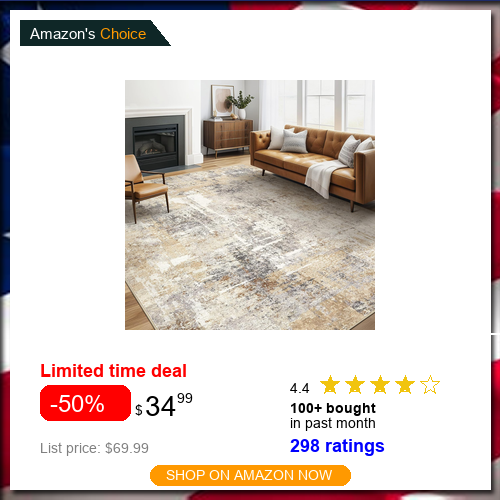 Amazon's Choice
Limited time deal
-50% $34.99
List price: $69.99
4.4
100+ bought
in past month
298 ratings
SHOP ON AMAZON NOW